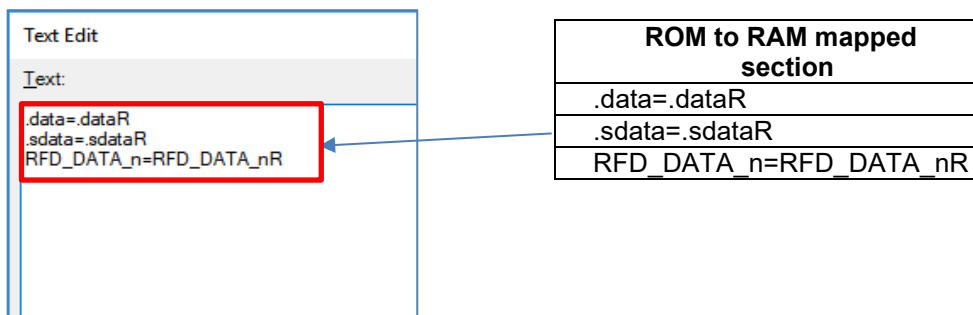 Text Edit
Text:
.data=.dataR
.sdata=.sdataR
RFD_DATA_n=RFD_DATA_nR
ROM to RAM mapped
section
.data=.dataR
.sdata=.sdataR
RFD_DATA_n=RFD_DATA_nR